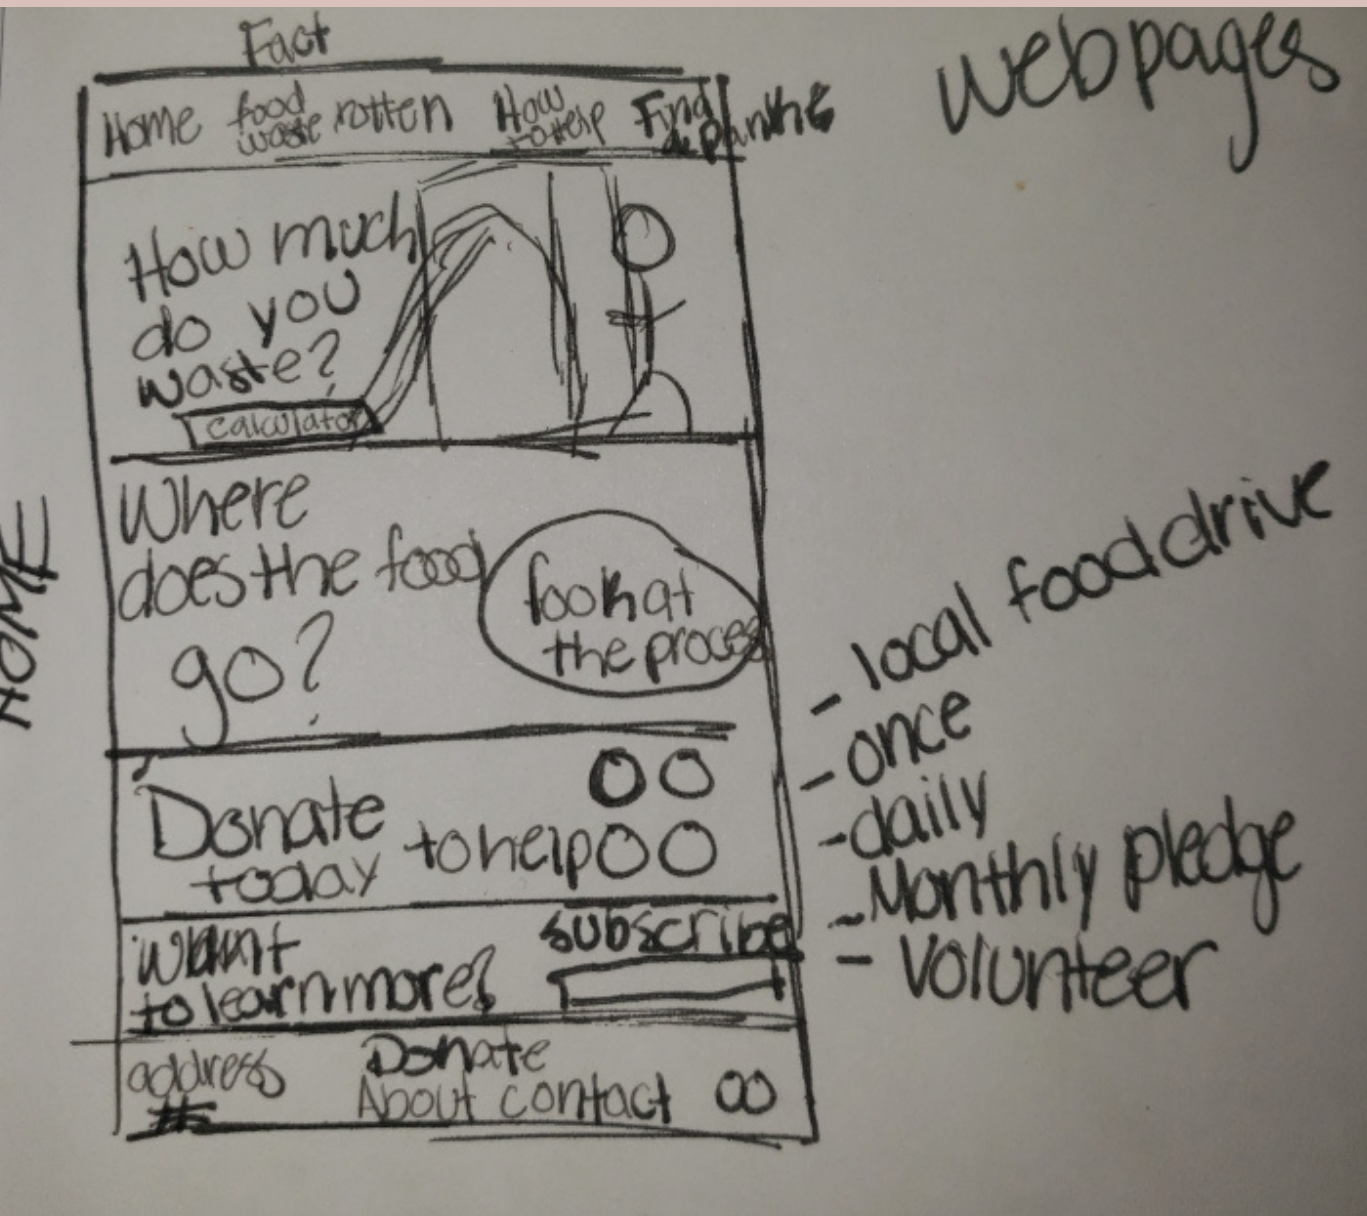 Fact
webpages
Home food waste rotten How to help Find
How much
do you
waste?
calculator
HOME
Where
does the food
go?
look at
the proces
Donate
today to help
- local food drive
- once
- daily
- Monthly pledge
- Volunteer
want
to learn more?
subscribe
address
#
Donate
About contact